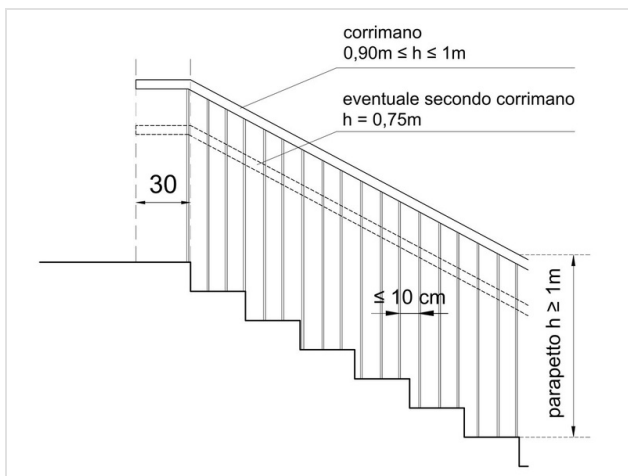 corrimano
0,90m ≤ h ≤ 1m
eventuale secondo corrimano
h = 0,75m
30
≤ 10 cm
parapetto h ≥ 1m